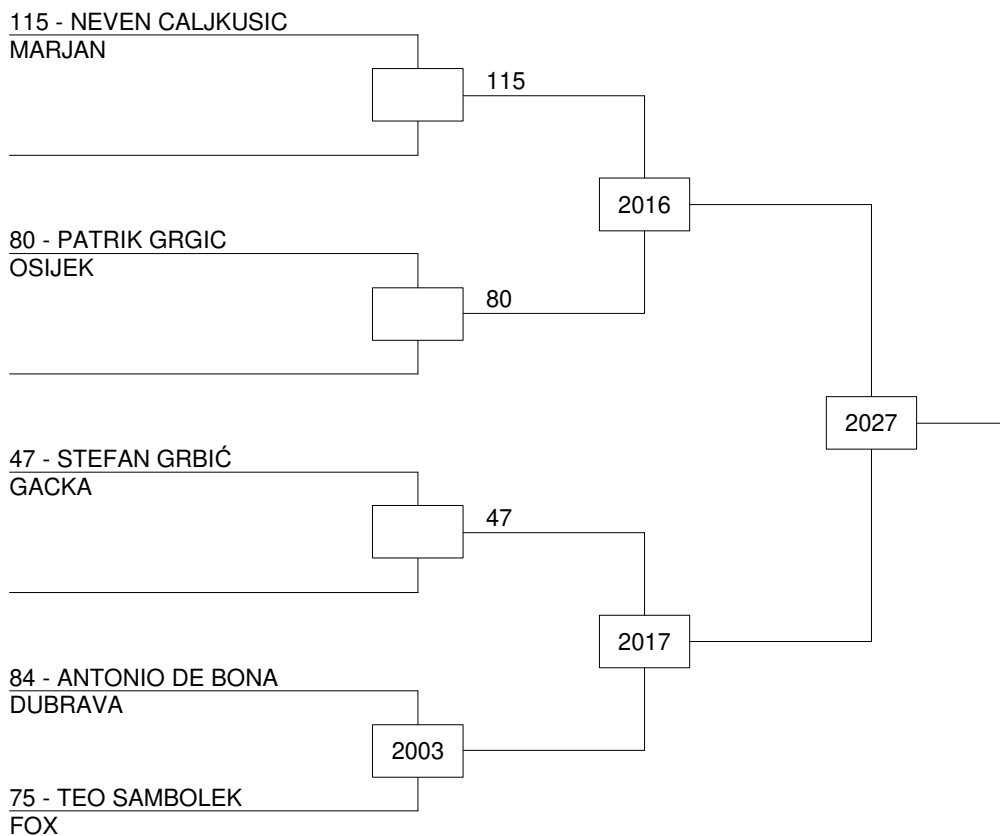 115 - NEVEN CALJKUSIC
MARJAN
115
2016
80 - PATRIK GRGIC
OSIJEK
80
2027
47 - STEFAN GRBIĆ
GACKA
47
2017
84 - ANTONIO DE BONA
DUBRAVA
2003
75 - TEO SAMBOLEK
FOX